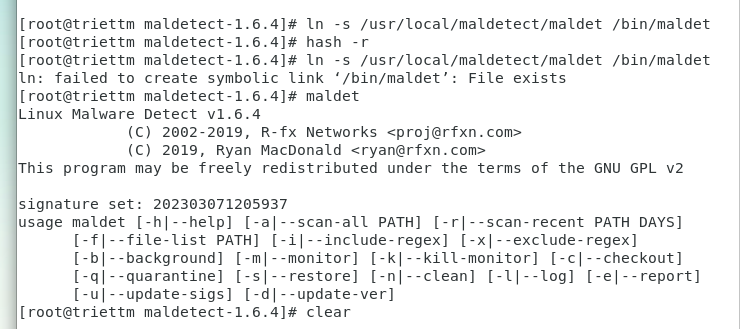 [root@triettm maldetect-1.6.4]# ln -s /usr/local/maldetect/maldet /bin/maldet
[root@triettm maldetect-1.6.4]# hash -r
[root@triettm maldetect-1.6.4]# ln -s /usr/local/maldetect/maldet /bin/maldet
ln: failed to create symbolic link ‘/bin/maldet’: File exists
[root@triettm maldetect-1.6.4]# maldet
Linux Malware Detect v1.6.4
            (C) 2002-2019, R-fx Networks <proj@rfxn.com>
            (C) 2019, Ryan MacDonald <ryan@rfxn.com>
This program may be freely redistributed under the terms of the GNU GPL v2

signature set: 202303071205937
usage maldet [-h|--help] [-a|--scan-all PATH] [-r|--scan-recent PATH DAYS]
      [-f|--file-list PATH] [-i|--include-regex] [-x|--exclude-regex]
      [-b|--background] [-m|--monitor] [-k|--kill-monitor] [-c|--checkout]
      [-q|--quarantine] [-s|--restore] [-n|--clean] [-l|--log] [-e|--report]
      [-u|--update-sigs] [-d|--update-ver]
[root@triettm maldetect-1.6.4]# clear